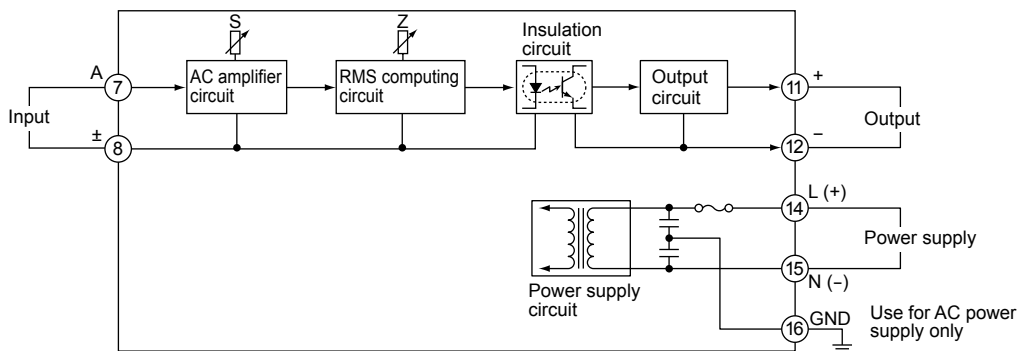 S
Z
Insulation
circuit
A
7
AC amplifier
circuit
RMS computing
circuit
Output
circuit
11
+
Input
Output
±
8
−
12
L (+)
14
Power supply
15
N (−)
Power supply
circuit
16
GND
Use for AC power
supply only